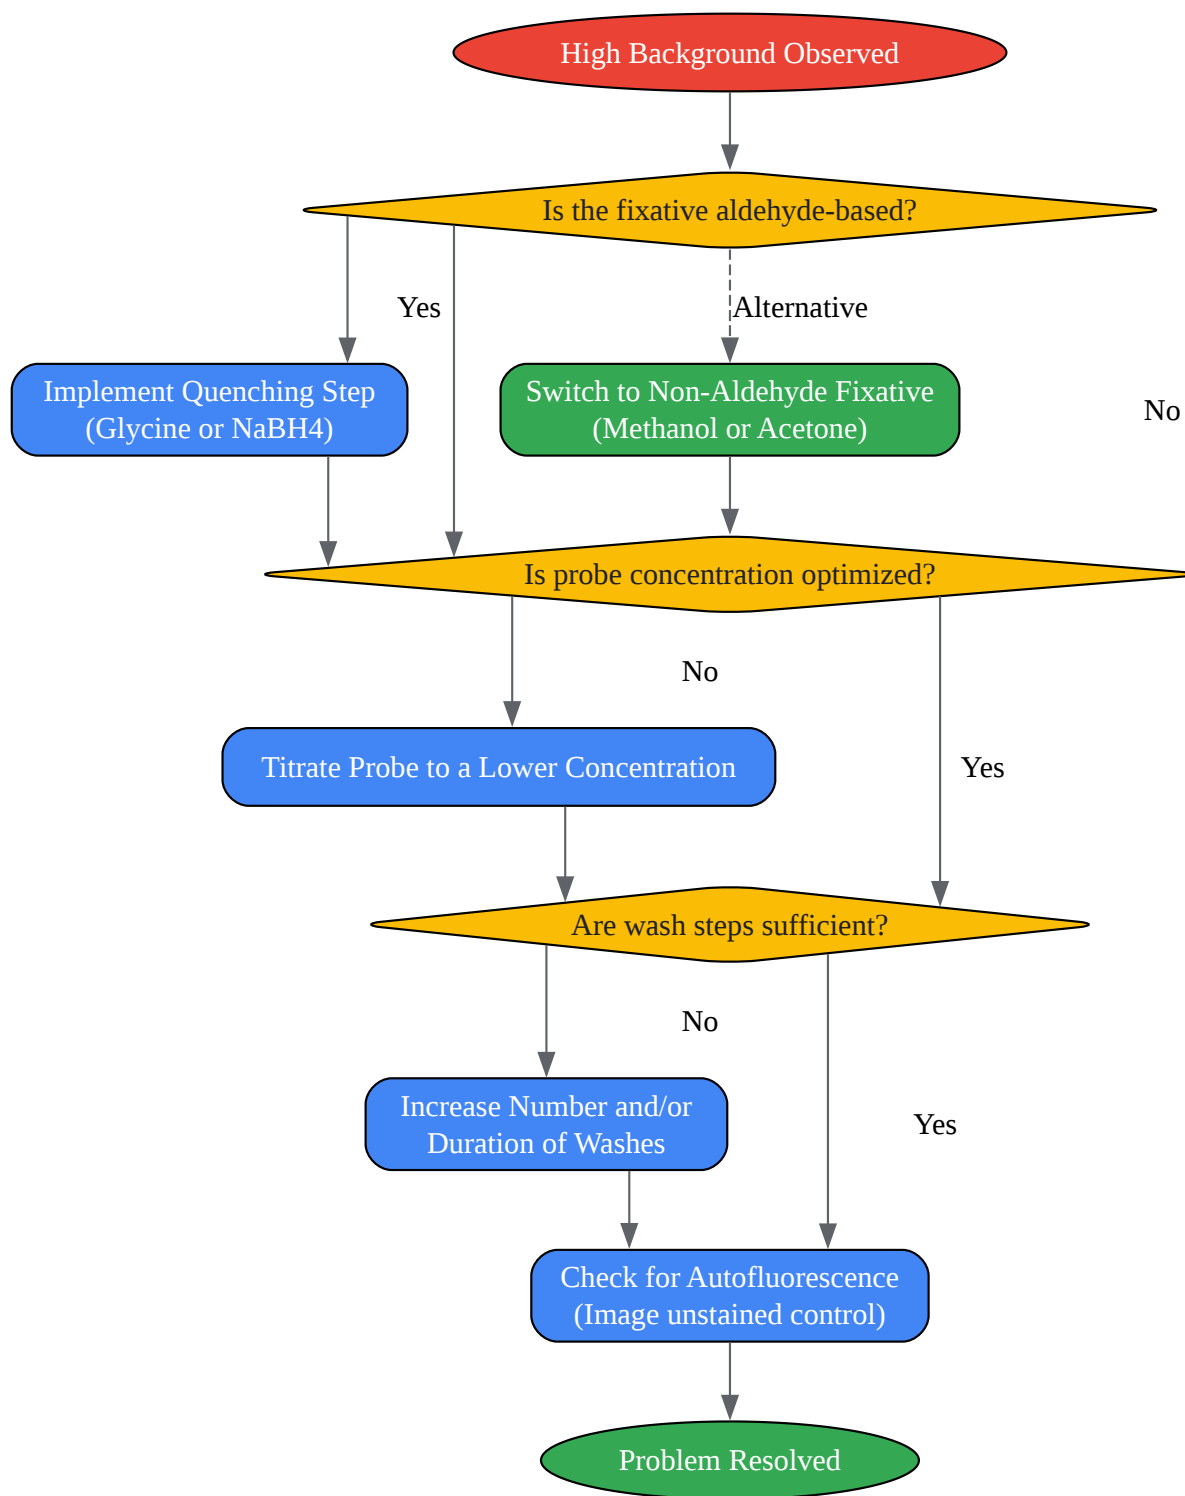 High Background Observed
Is the fixative aldehyde-based?
Yes
Alternative
Implement Quenching Step
(Glycine or NaBH4)
Switch to Non-Aldehyde Fixative
(Methanol or Acetone)
No
Is probe concentration optimized?
No
Titrate Probe to a Lower Concentration
Yes
Are wash steps sufficient?
No
Increase Number and/or
Duration of Washes
Yes
Check for Autofluorescence
(Image unstained control)
Problem Resolved